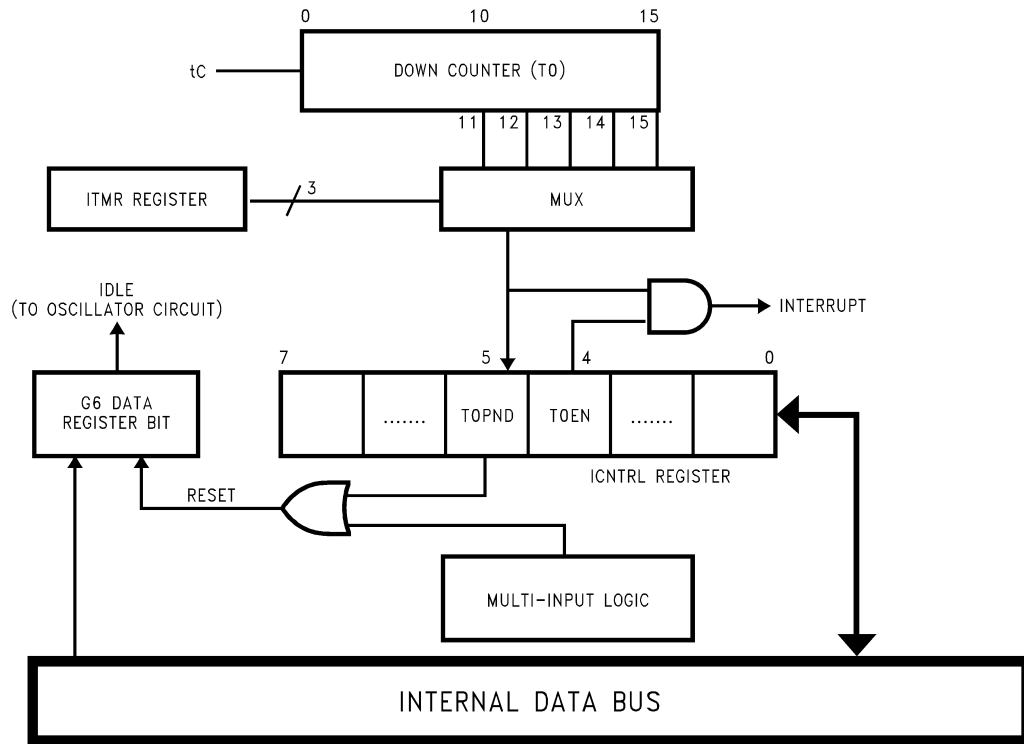 0 10 15
tC
DOWN COUNTER (T0)
11 12 13 14 15
ITMR REGISTER
3
MUX
IDLE
(TO OSCILLATOR CIRCUIT)
INTERRUPT
7 5 4 0
G6 DATA
REGISTER BIT
....... TOPND TOEN .......
ICNTRL REGISTER
RESET
MULTI-INPUT LOGIC
INTERNAL DATA BUS